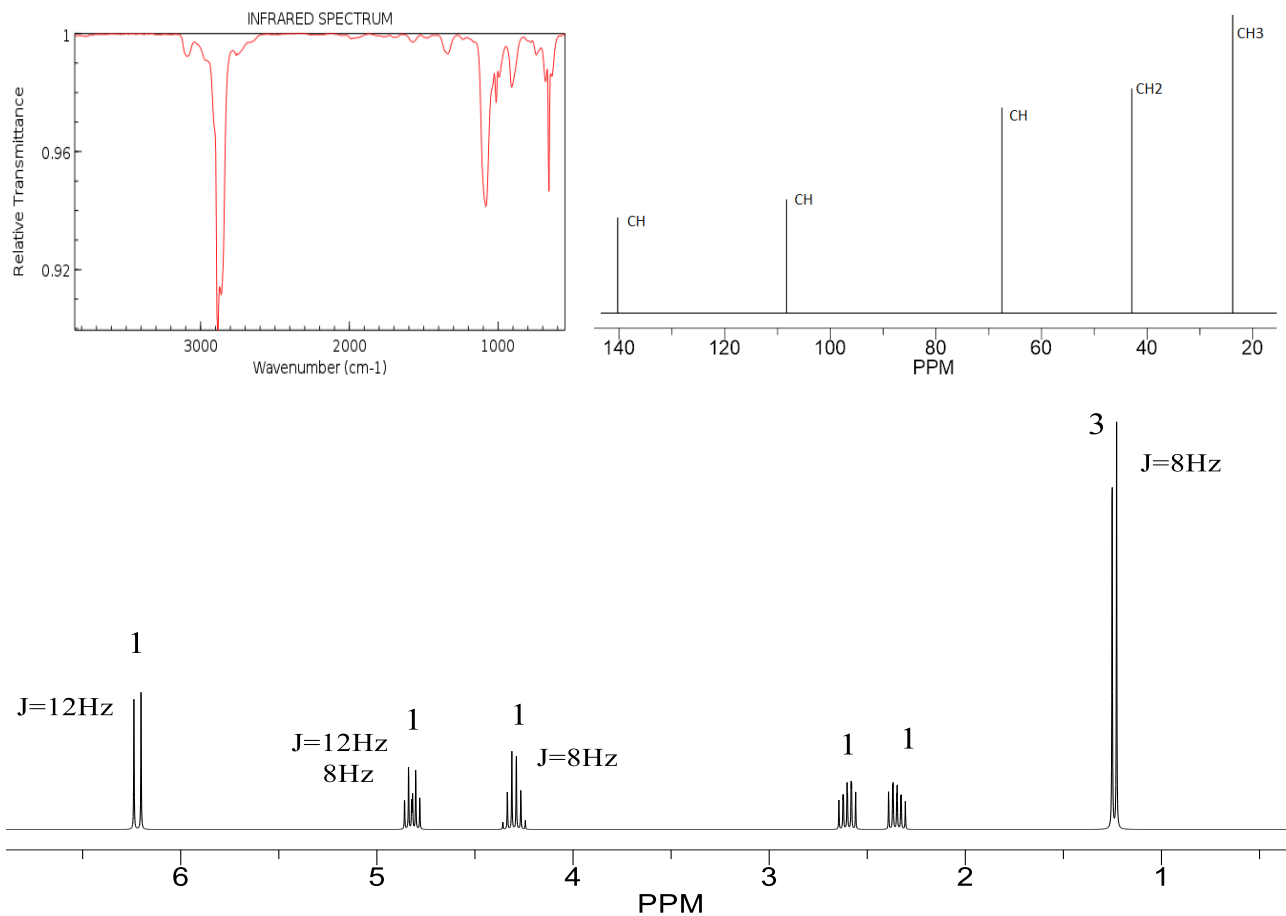 INFRARED SPECTRUM
1
0.96
0.92
Relative Transmittance
3000
2000
1000
Wavenumber (cm-1)
CH
CH
CH
CH2
CH3
140
120
100
80
60
40
20
PPM
1
J=12Hz
1
J=12Hz
8Hz
1
J=8Hz
1
1
3
J=8Hz
6
5
4
3
2
1
PPM